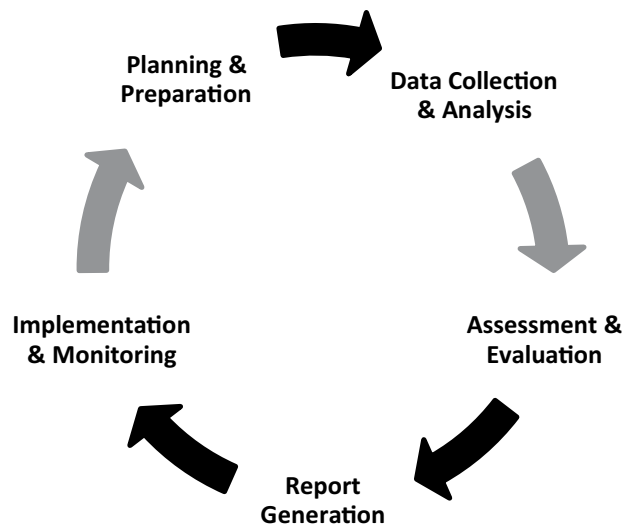 Planning &
Preparation
Data Collection
& Analysis
Assessment &
Evaluation
Report
Generation
Implementation
& Monitoring